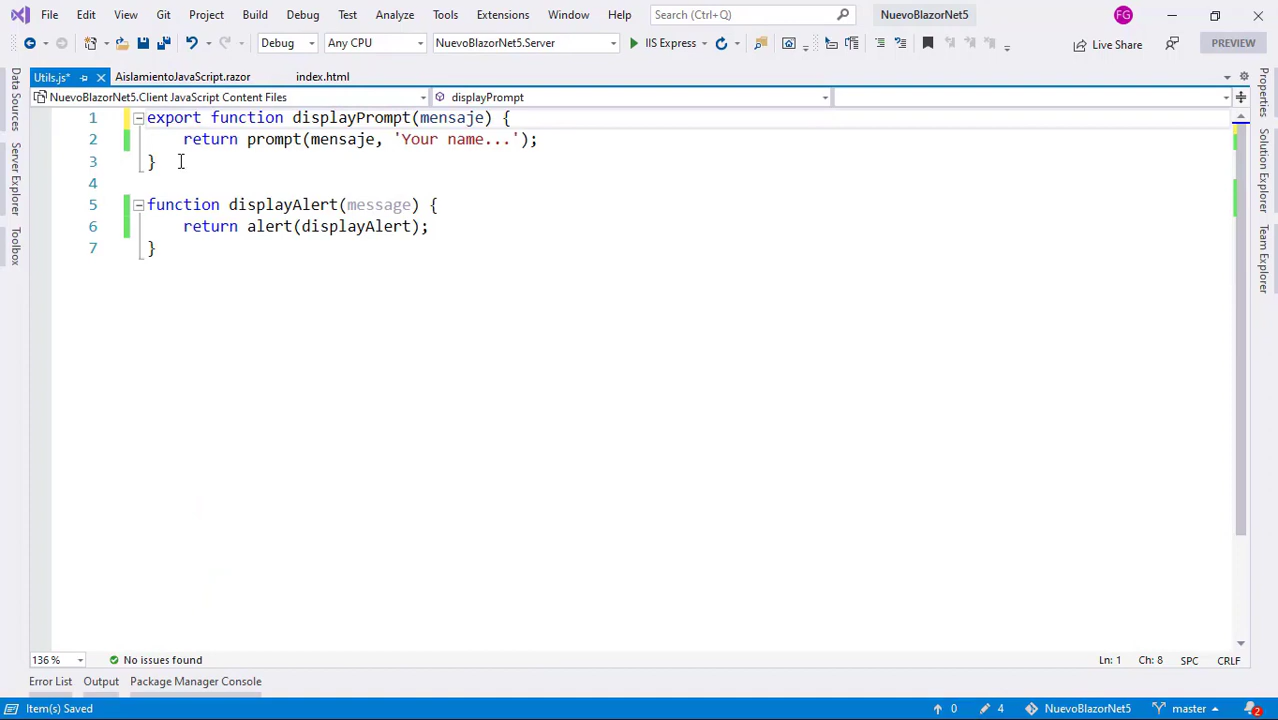 File Edit View Git Project Build Debug Test Analyze Tools Extensions Window Help Search (Ctrl+Q) NuevoBlazorNet5 FG
Debug Any CPU NuevoBlazorNet5.Server IIS Express Live Share PREVIEW
Utils.js* AislamientoJavaScript.razor index.html
NuevoBlazorNet5.Client JavaScript Content Files displayPrompt
1 export function displayPrompt(mensaje) {
2 return prompt(mensaje, 'Your name...');
3 }
4
5 function displayAlert(message) {
6 return alert(displayAlert);
7 }
Data Sources
Server Explorer
Toolbox
Properties
Solution Explorer
Team Explorer
136 % No issues found Ln: 1 Ch: 8 SPC CRLF
Error List Output Package Manager Console
Item(s) Saved 0 4 NuevoBlazorNet5 master 2